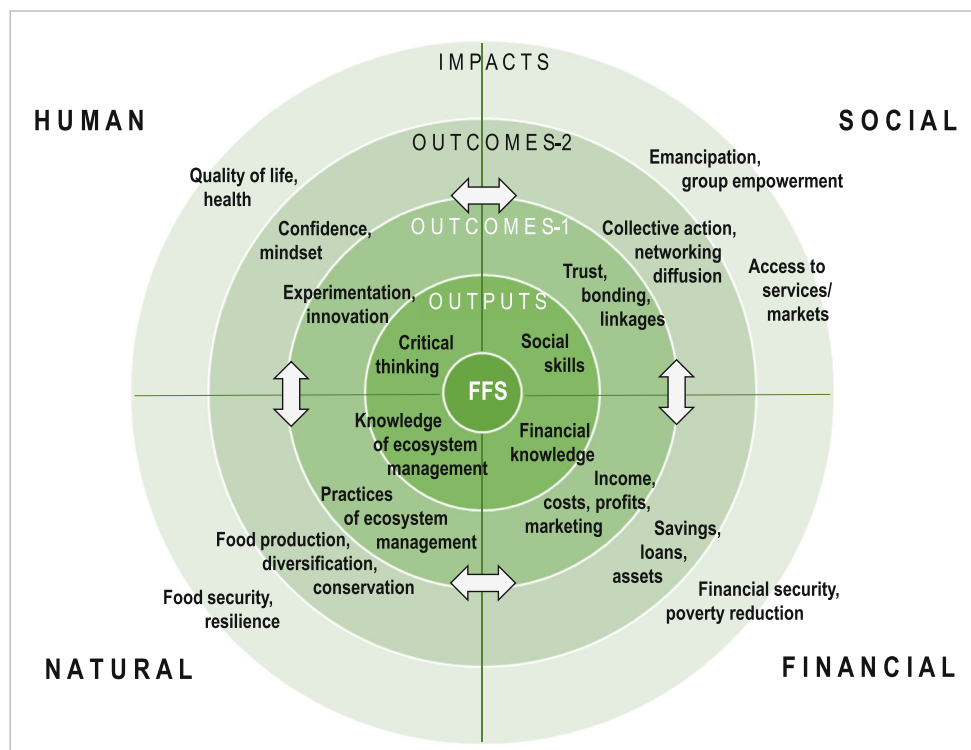 IMPACTS
HUMAN
SOCIAL
OUTCOMES-2
Quality of life,
health
Emancipation,
group empowerment
Confidence,
mindset
OUTCOMES-1
Collective action,
networking
diffusion
Access to
services/
markets
Experimentation,
innovation
OUTPUTS
Trust,
bonding,
linkages
Critical
thinking
Social
skills
FFS
Knowledge
of ecosystem
management
Financial
knowledge
Practices
of ecosystem
management
Income,
costs, profits,
marketing
Food production,
diversification,
conservation
Savings,
loans,
assets
Food security,
resilience
Financial security,
poverty reduction
NATURAL
FINANCIAL